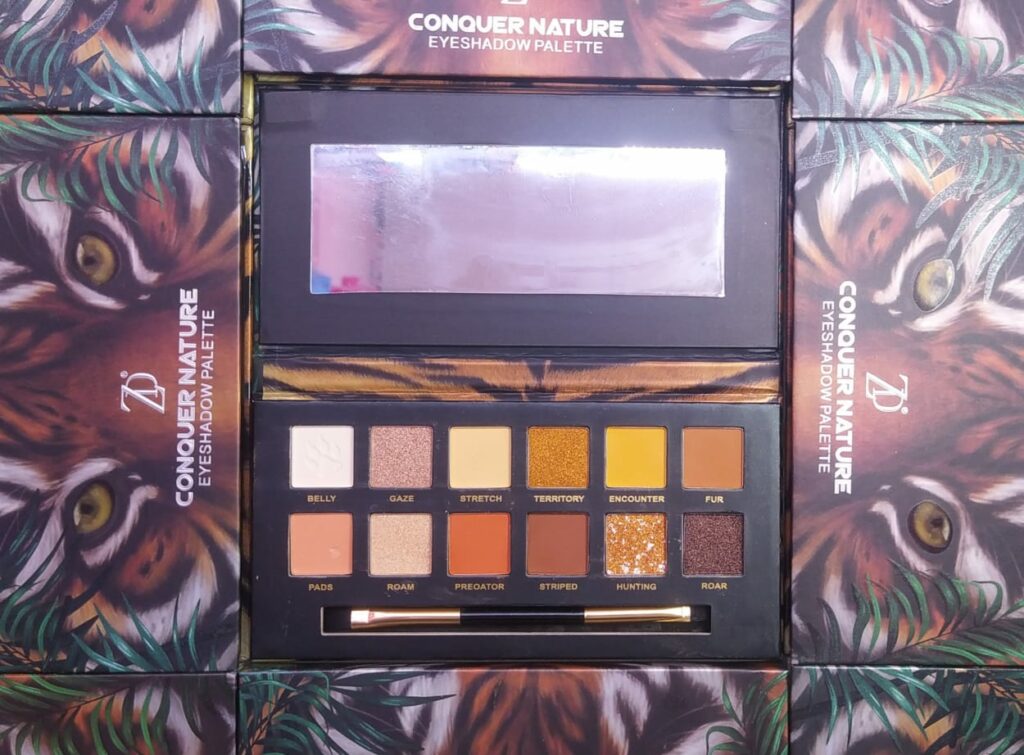 CONQUER NATURE
EYESHADOW PALETTE
ZD®
CONQUER NATURE
EYESHADOW PALETTE
BELLY GAZE STRETCH TERRITORY ENCOUNTER FUR
PADS ROAM PREOATOR STRIPED HUNTING ROAR
CONQUER NATURE
EYESHADOW PALETTE
ZD®